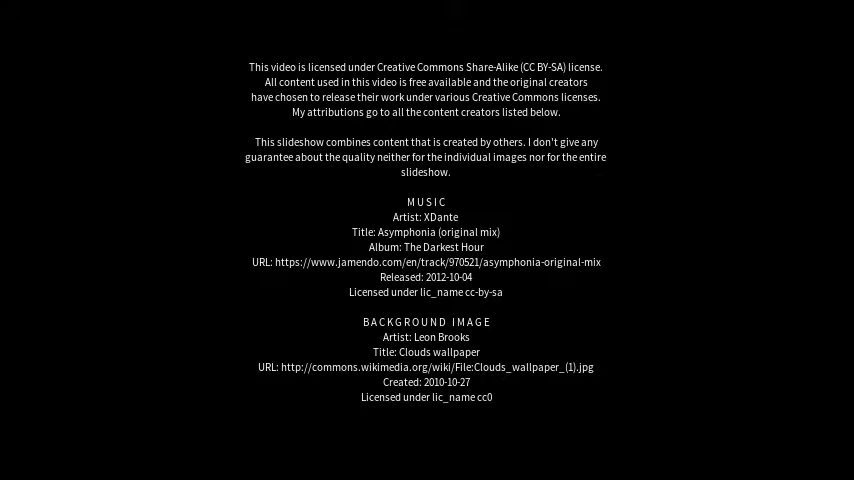 This video is licensed under Creative Commons Share-Alike (CC BY-SA) license.
All content used in this video is free available and the original creators
have chosen to release their work under various Creative Commons licenses.
My attributions go to all the content creators listed below.
This slideshow combines content that is created by others. I don't give any
guarantee about the quality neither for the individual images nor for the entire
slideshow.
MUSIC
Artist: XDante
Title: Asymphonia (original mix)
Album: The Darkest Hour
URL: https://www.jamendo.com/en/track/970521/asymphonia-original-mix
Released: 2012-10-04
Licensed under lic_name cc-by-sa
BACKGROUND IMAGE
Artist: Leon Brooks
Title: Clouds wallpaper
URL: http://commons.wikimedia.org/wiki/File:Clouds_wallpaper_(1).jpg
Created: 2010-10-27
Licensed under lic_name cc0